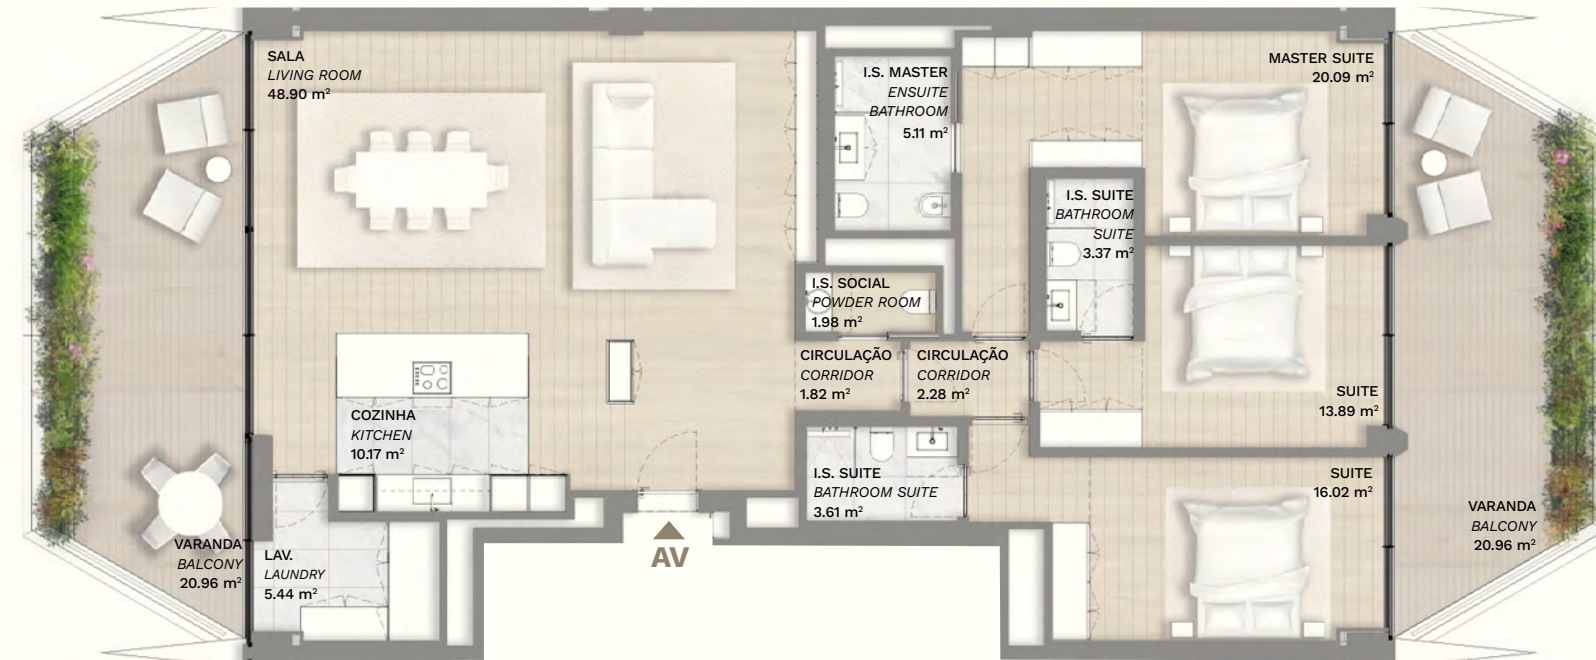 SALA
LIVING ROOM
48.90 m²
I.S. MASTER
ENSUITE
BATHROOM
5.11 m²
MASTER SUITE
20.09 m²
I.S. SUITE
BATHROOM
SUITE
3.37 m²
I.S. SOCIAL
POWDER ROOM
1.98 m²
CIRCULAÇÃO
CORRIDOR
1.82 m²
CIRCULAÇÃO
CORRIDOR
2.28 m²
SUITE
13.89 m²
COZINHA
KITCHEN
10.17 m²
I.S. SUITE
BATHROOM SUITE
3.61 m²
SUITE
16.02 m²
VARANDA
BALCONY
20.96 m²
LAV.
LAUNDRY
5.44 m²
AV
VARANDA
BALCONY
20.96 m²